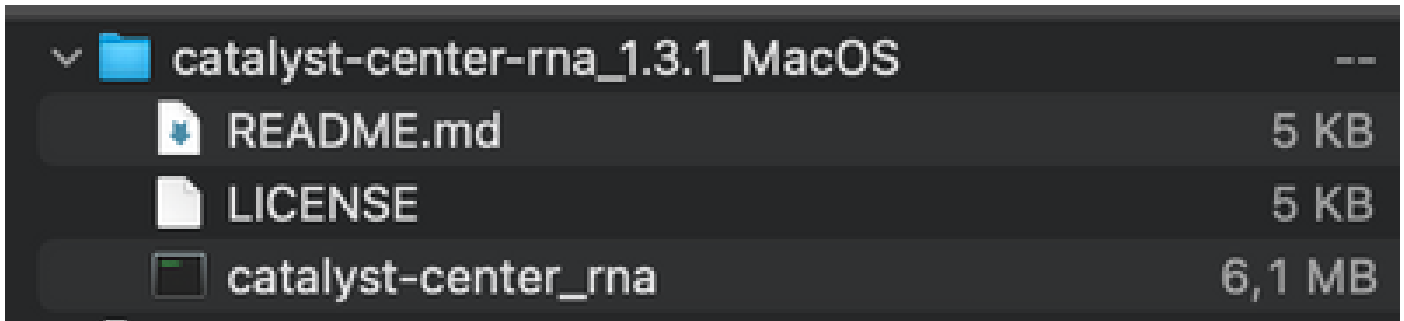 catalyst-center-rna_1.3.1_MacOS --
README.md 5 KB
LICENSE 5 KB
catalyst-center_rna 6,1 MB